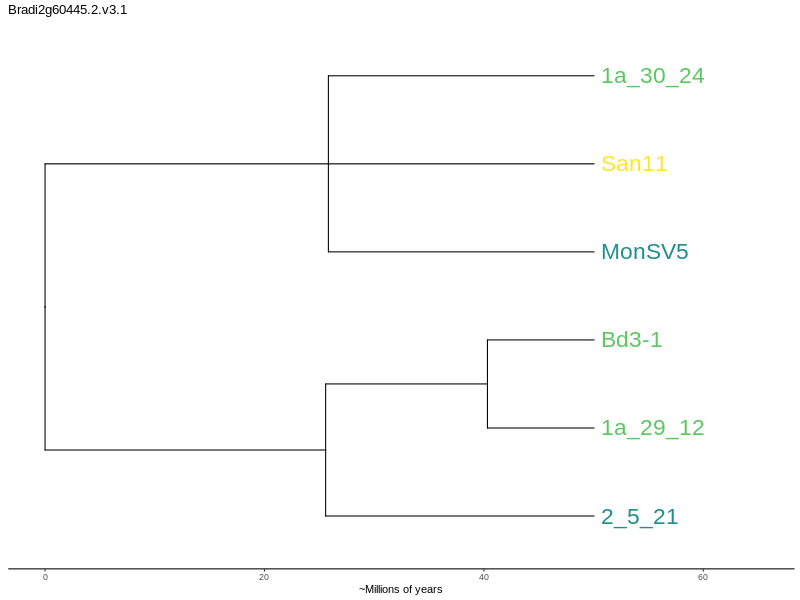 Bradi2g60445.2.v3.1
1a_30_24
San11
MonSV5
Bd3-1
1a_29_12
2_5_21
0 20 40 60
~Millions of years